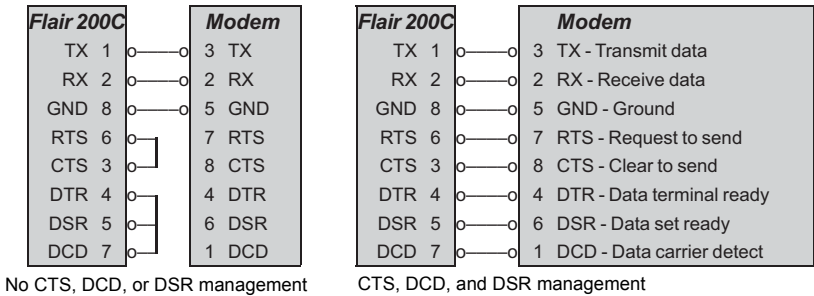 Flair 200C Modem
TX 1 3 TX
RX 2 2 RX
GND 8 5 GND
RTS 6 7 RTS
CTS 3 8 CTS
DTR 4 4 DTR
DSR 5 6 DSR
DCD 7 1 DCD
No CTS, DCD, or DSR management
Flair 200C Modem
TX 1 3 TX - Transmit data
RX 2 2 RX - Receive data
GND 8 5 GND - Ground
RTS 6 7 RTS - Request to send
CTS 3 8 CTS - Clear to send
DTR 4 4 DTR - Data terminal ready
DSR 5 6 DSR - Data set ready
DCD 7 1 DCD - Data carrier detect
CTS, DCD, and DSR management